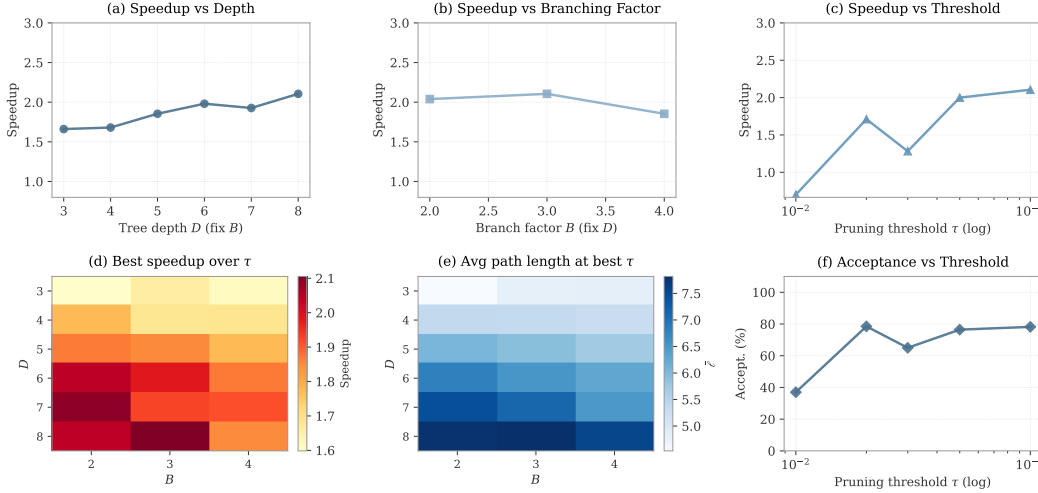 (a) Speedup vs Depth
3.0
2.5
2.0
1.5
1.0
Speedup
3 4 5 6 7 8
Tree depth D (fix B)
(b) Speedup vs Branching Factor
3.0
2.5
2.0
1.5
1.0
Speedup
2.0 2.5 3.0 3.5 4.0
Branch factor B (fix D)
(c) Speedup vs Threshold
3.0
2.5
2.0
1.5
1.0
Speedup
10⁻²
Pruning threshold τ (log)
(d) Best speedup over τ
3
4
5
6
7
8
D
2 3 4
B
2.1
2.0
1.9
1.8
1.7
1.6
Speedup
(e) Avg path length at best τ
3
4
5
6
7
8
D
2 3 4
B
7.5
7.0
6.5
6.0
5.5
5.0
ℓ̄
(f) Acceptance vs Threshold
100
80
60
40
20
0
Accept. (%)
10⁻²
Pruning threshold τ (log)